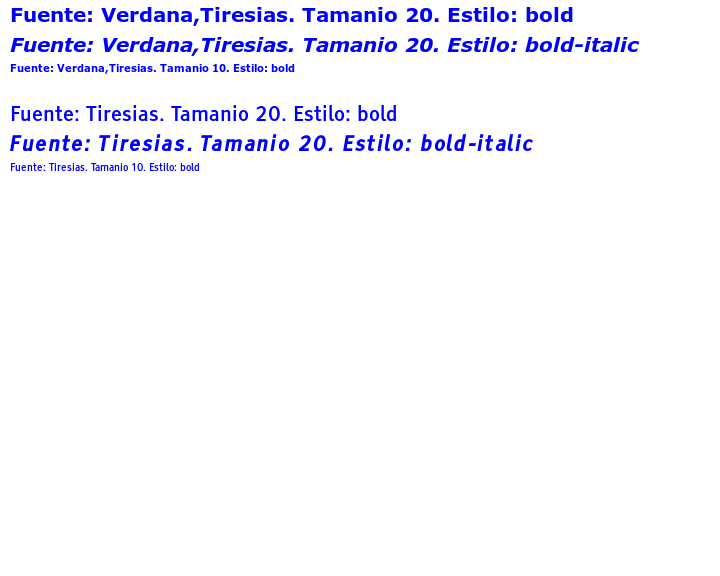 Fuente: Verdana,Tiresias. Tamanio 20. Estilo: bold
Fuente: Verdana,Tiresias. Tamanio 20. Estilo: bold-italic
Fuente: Verdana,Tiresias. Tamanio 10. Estilo: bold
Fuente: Tiresias. Tamanio 20. Estilo: bold
Fuente: Tiresias. Tamanio 20. Estilo: bold-italic
Fuente: Tiresias. Tamanio 10. Estilo: bold